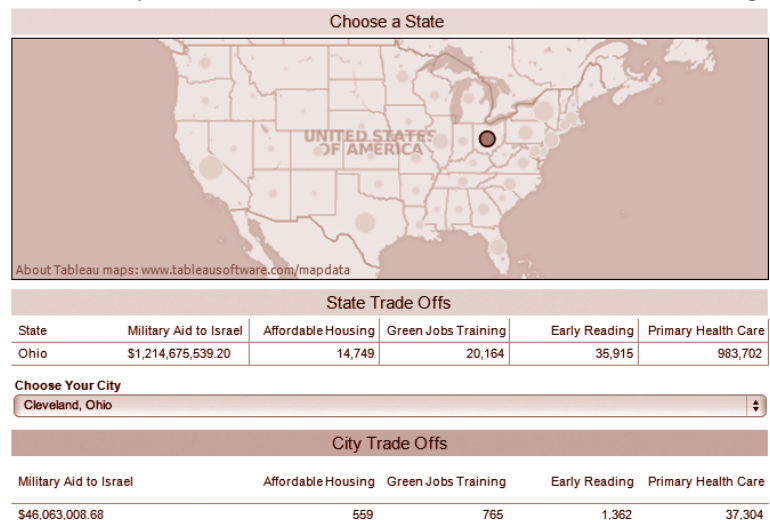 Choose a State
UNITED STATES
OF AMERICA
About Tableau maps: www.tableausoftware.com/mapdata
State Trade Offs
State Military Aid to Israel Affordable Housing Green Jobs Training Early Reading Primary Health Care
Ohio $1,214,675,539.20 14,749 20,164 35,915 983,702
Choose Your City
Cleveland, Ohio
City Trade Offs
Military Aid to Israel Affordable Housing Green Jobs Training Early Reading Primary Health Care
$46,063,008.68 559 765 1,362 37,304